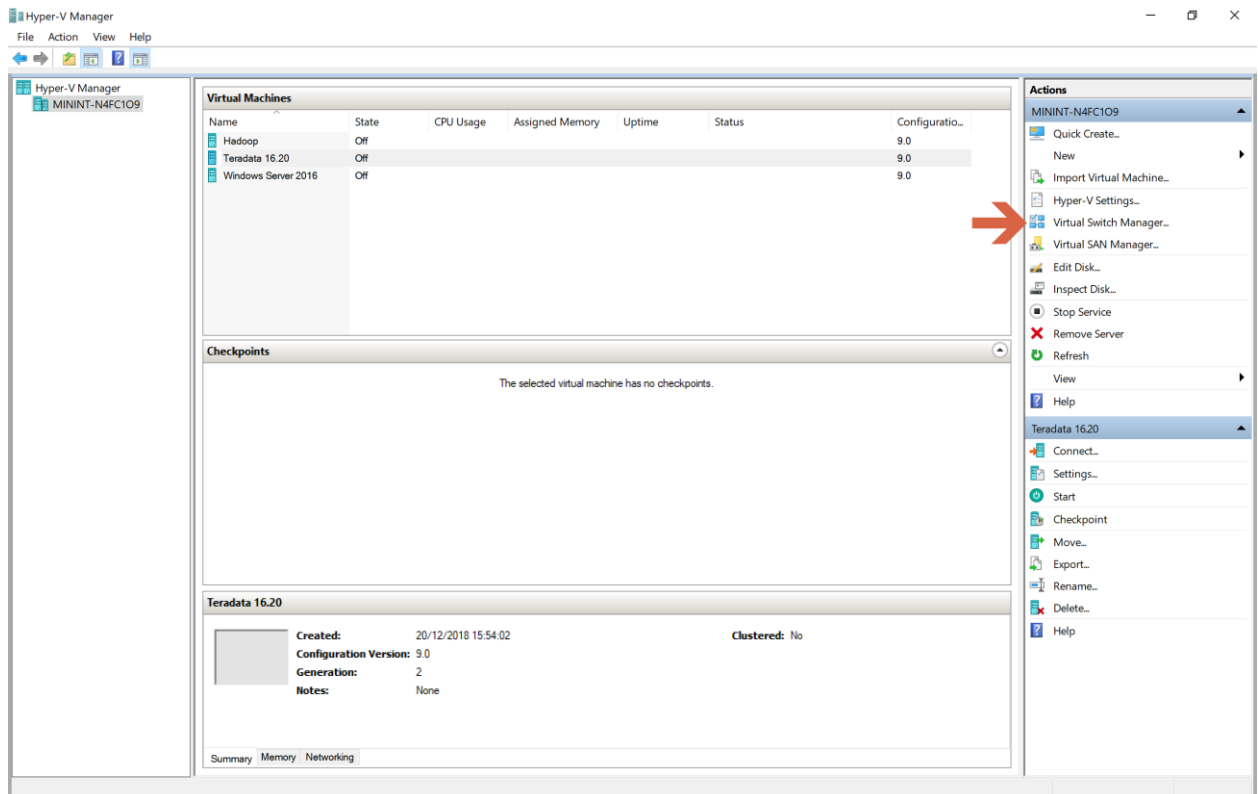 Hyper-V Manager
File Action View Help
Hyper-V Manager
MININT-N4FC1O9
Virtual Machines
Name State CPU Usage Assigned Memory Uptime Status Configuratio...
Hadoop Off 9.0
Teradata 16.20 Off 9.0
Windows Server 2016 Off 9.0
Checkpoints
The selected virtual machine has no checkpoints.
Teradata 16.20
Created: 20/12/2018 15:54:02 Clustered: No
Configuration Version: 9.0
Generation: 2
Notes: None
Summary Memory Networking
Actions
MININT-N4FC1O9
Quick Create...
New
Import Virtual Machine...
Hyper-V Settings...
Virtual Switch Manager...
Virtual SAN Manager...
Edit Disk...
Inspect Disk...
Stop Service
Remove Server
Refresh
View
Help
Teradata 16.20
Connect...
Settings...
Start
Checkpoint
Move...
Export...
Rename...
Delete...
Help